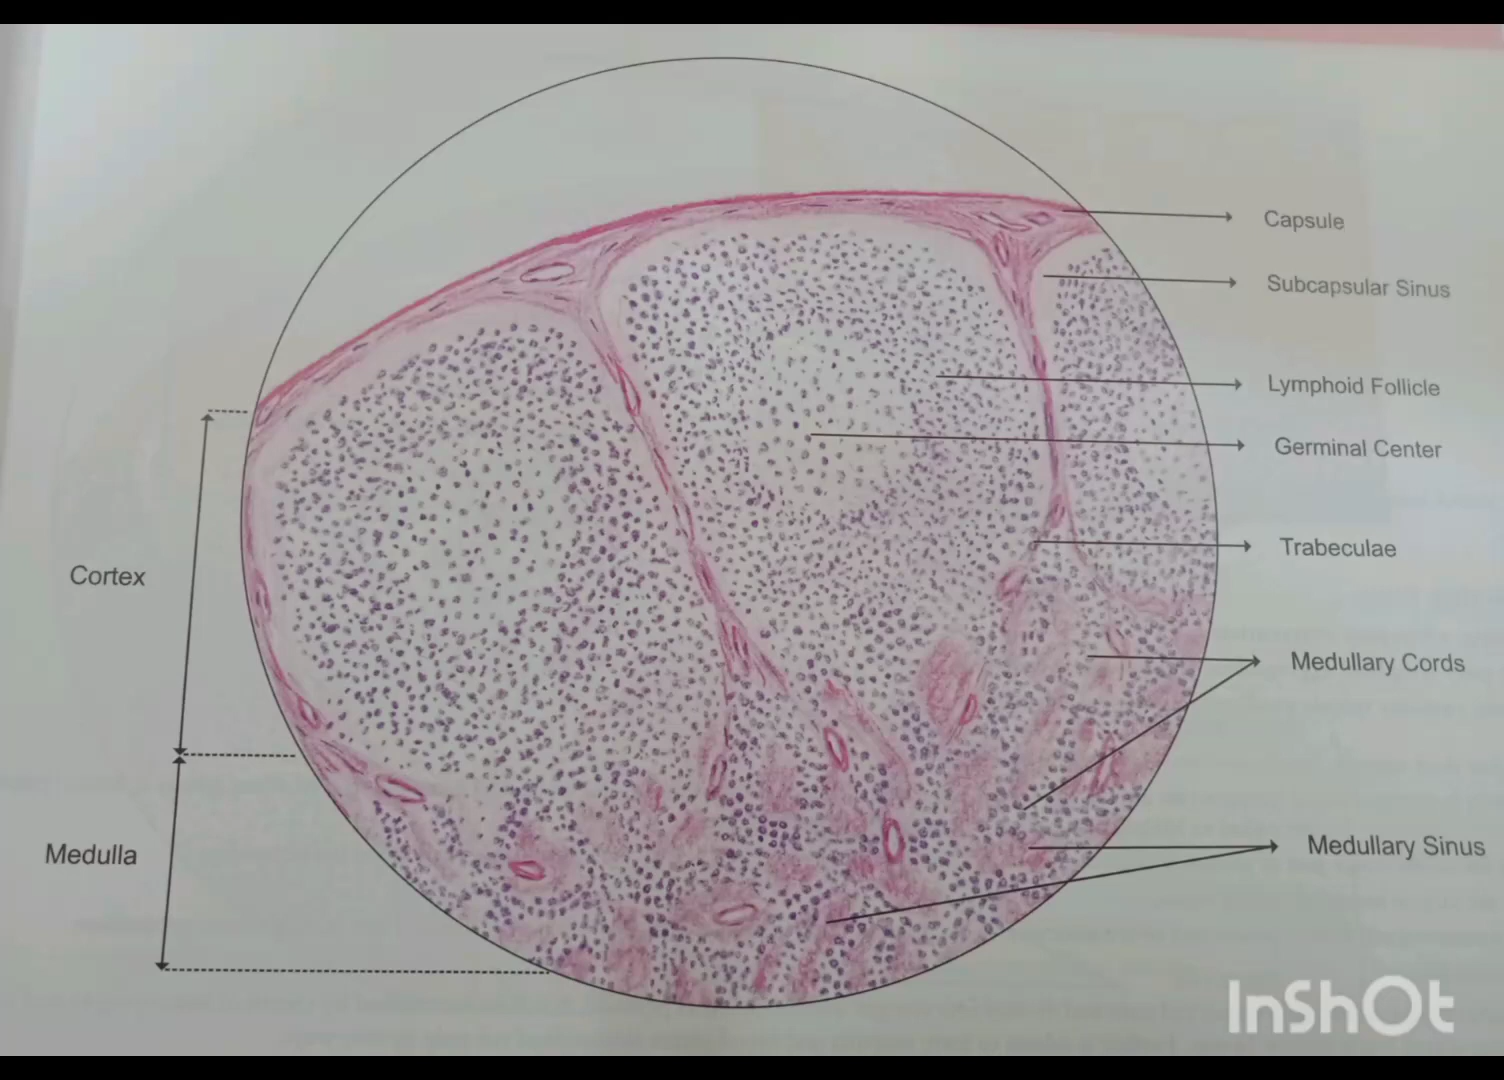 Capsule
Subcapsular Sinus
Lymphoid Follicle
Germinal Center
Trabeculae
Medullary Cords
Medullary Sinus
Cortex
Medulla
InShOt